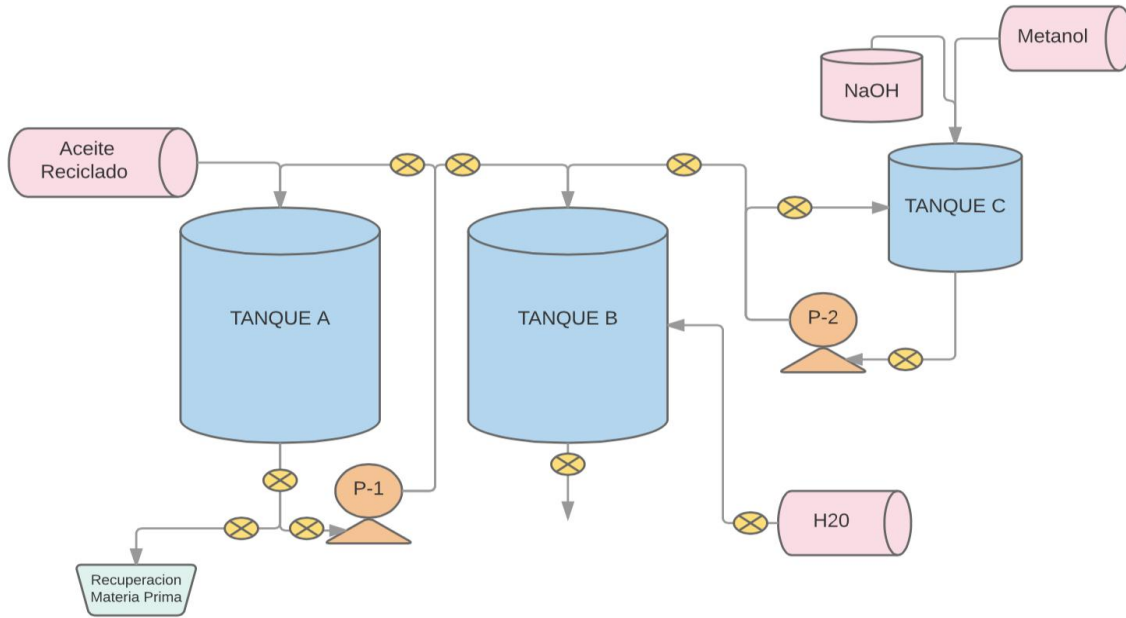 Metanol
NaOH
Aceite
Reciclado
TANQUE C
TANQUE A
TANQUE B
P-2
P-1
H20
Recuperacion
Materia Prima